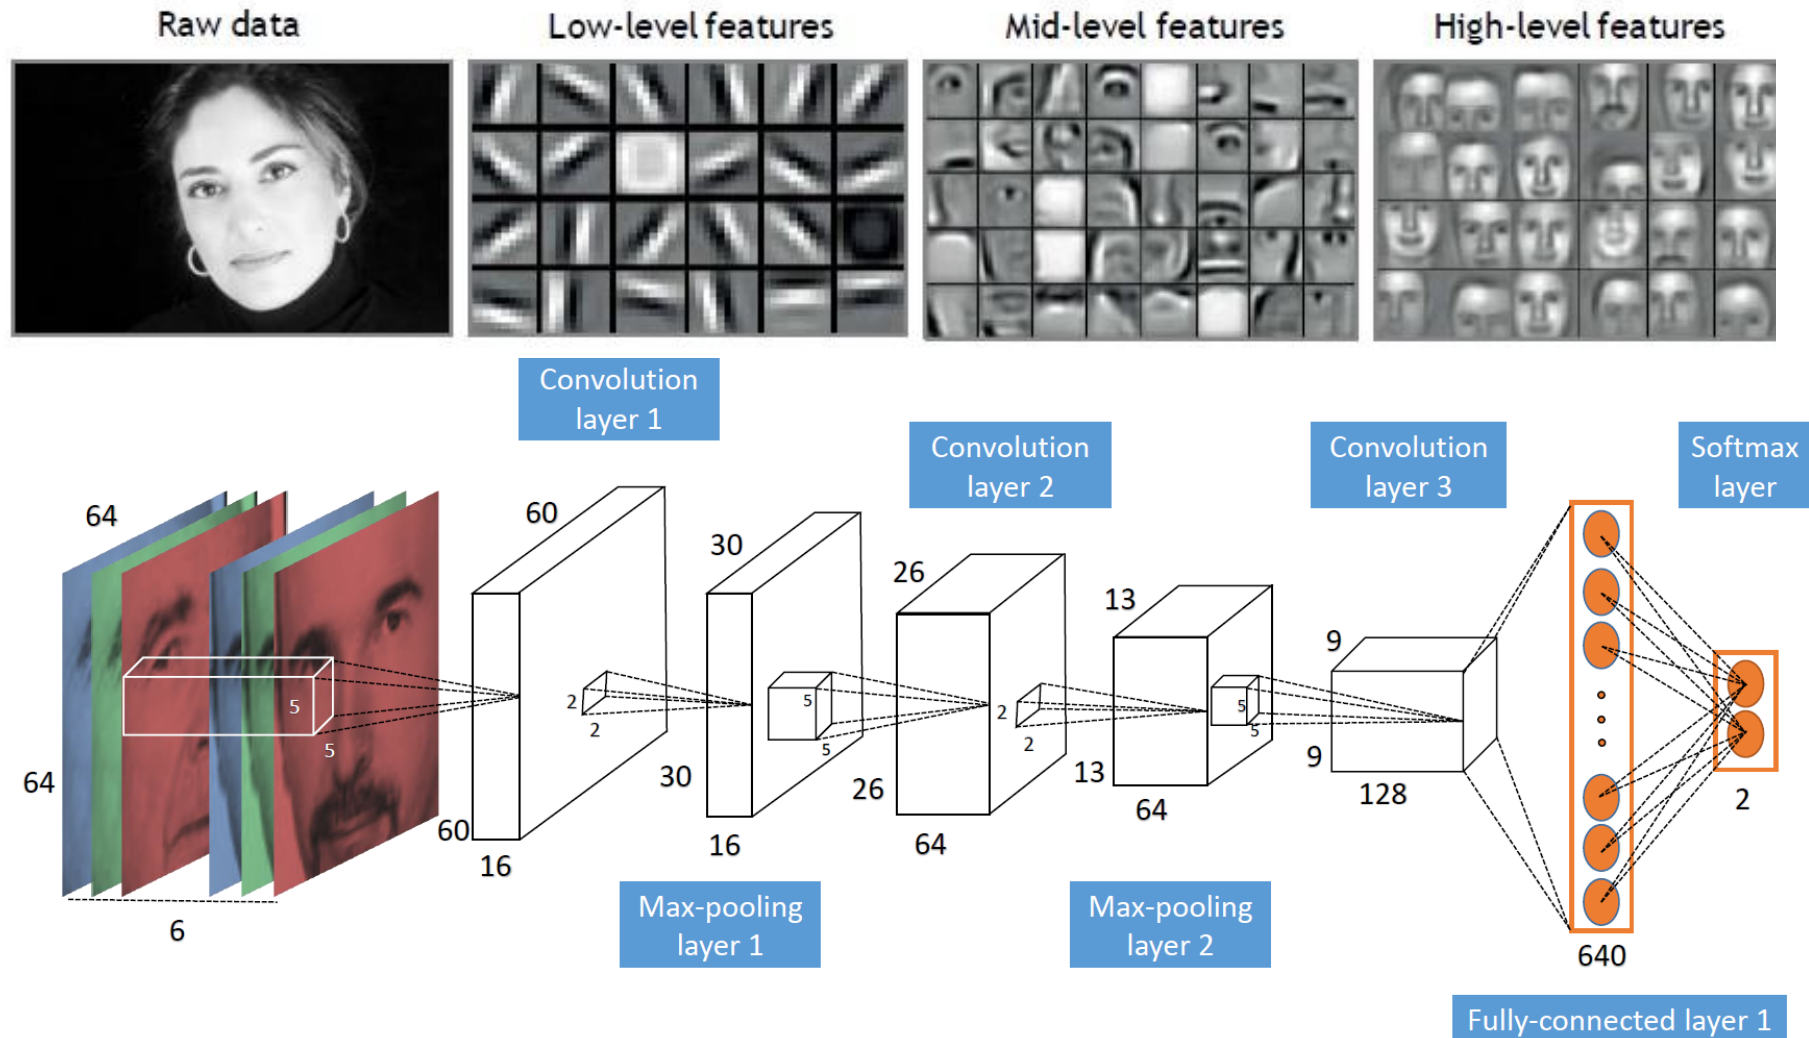 Raw data
Low-level features
Mid-level features
High-level features
Convolution
layer 1
Convolution
layer 2
Convolution
layer 3
Softmax
layer
64
64
6
5
5
60
60
16
2
2
30
30
16
5
5
26
26
64
2
2
13
13
64
5
5
9
9
128
640
2
Max-pooling
layer 1
Max-pooling
layer 2
Fully-connected layer 1